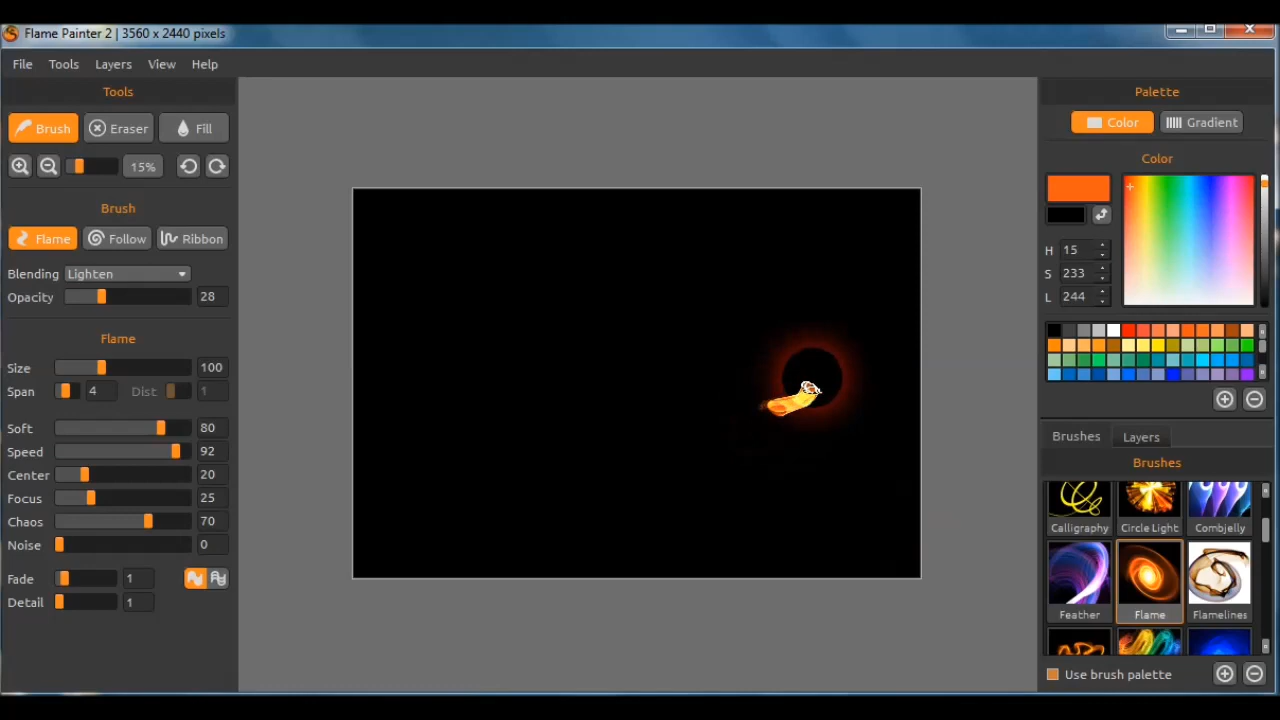 Flame Painter 2 | 3560 x 2440 pixels
File Tools Layers View Help
Tools
Brush Eraser Fill
15%
Brush
Flame Follow Ribbon
Blending Lighten
Opacity 28
Flame
Size 100
Span 4 Dist 1
Soft 80
Speed 92
Center 20
Focus 25
Chaos 70
Noise 0
Fade 1
Detail 1
Palette
Color Gradient
Color
H 15
S 233
L 244
Brushes Layers
Brushes
Calligraphy Circle Light Combjelly
Feather Flame Flamelines
Use brush palette